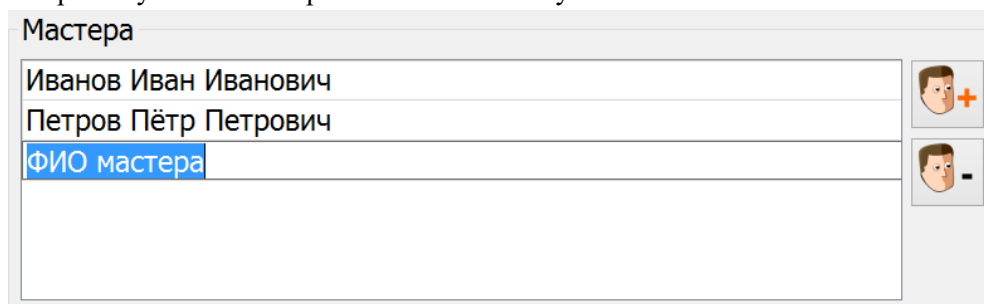 Мастера
Иванов Иван Иванович
Петров Пётр Петрович
ФИО мастера